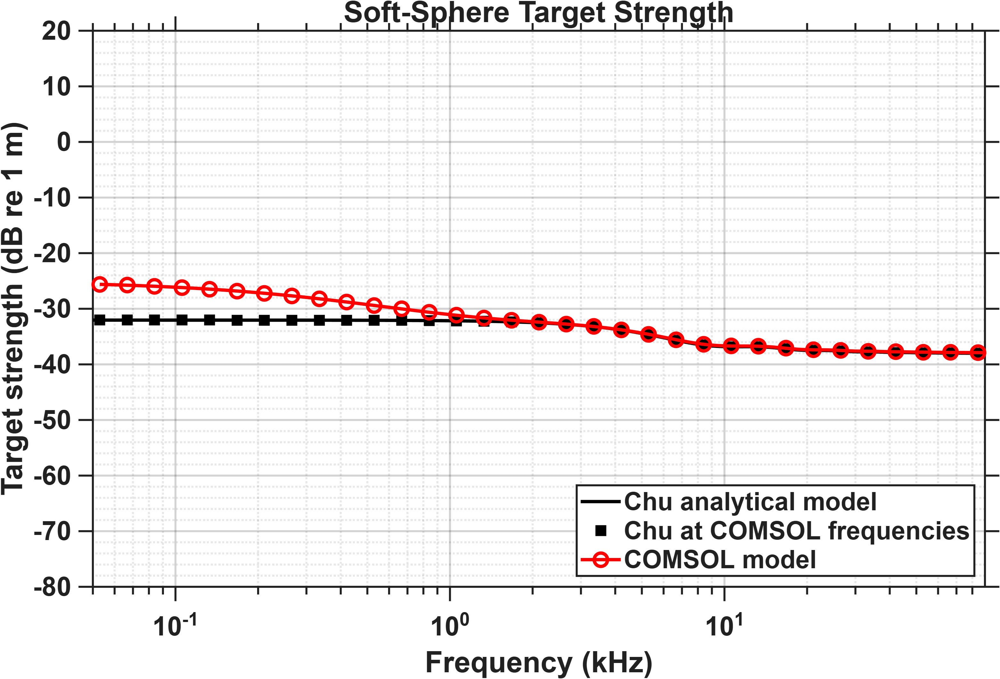 Soft-Sphere Target Strength
Target strength (dB re 1 m)
20
10
0
-10
-20
-30
-40
-50
-60
-70
-80
Chu analytical model
Chu at COMSOL frequencies
COMSOL model
10⁻¹
10⁰
10¹
Frequency (kHz)